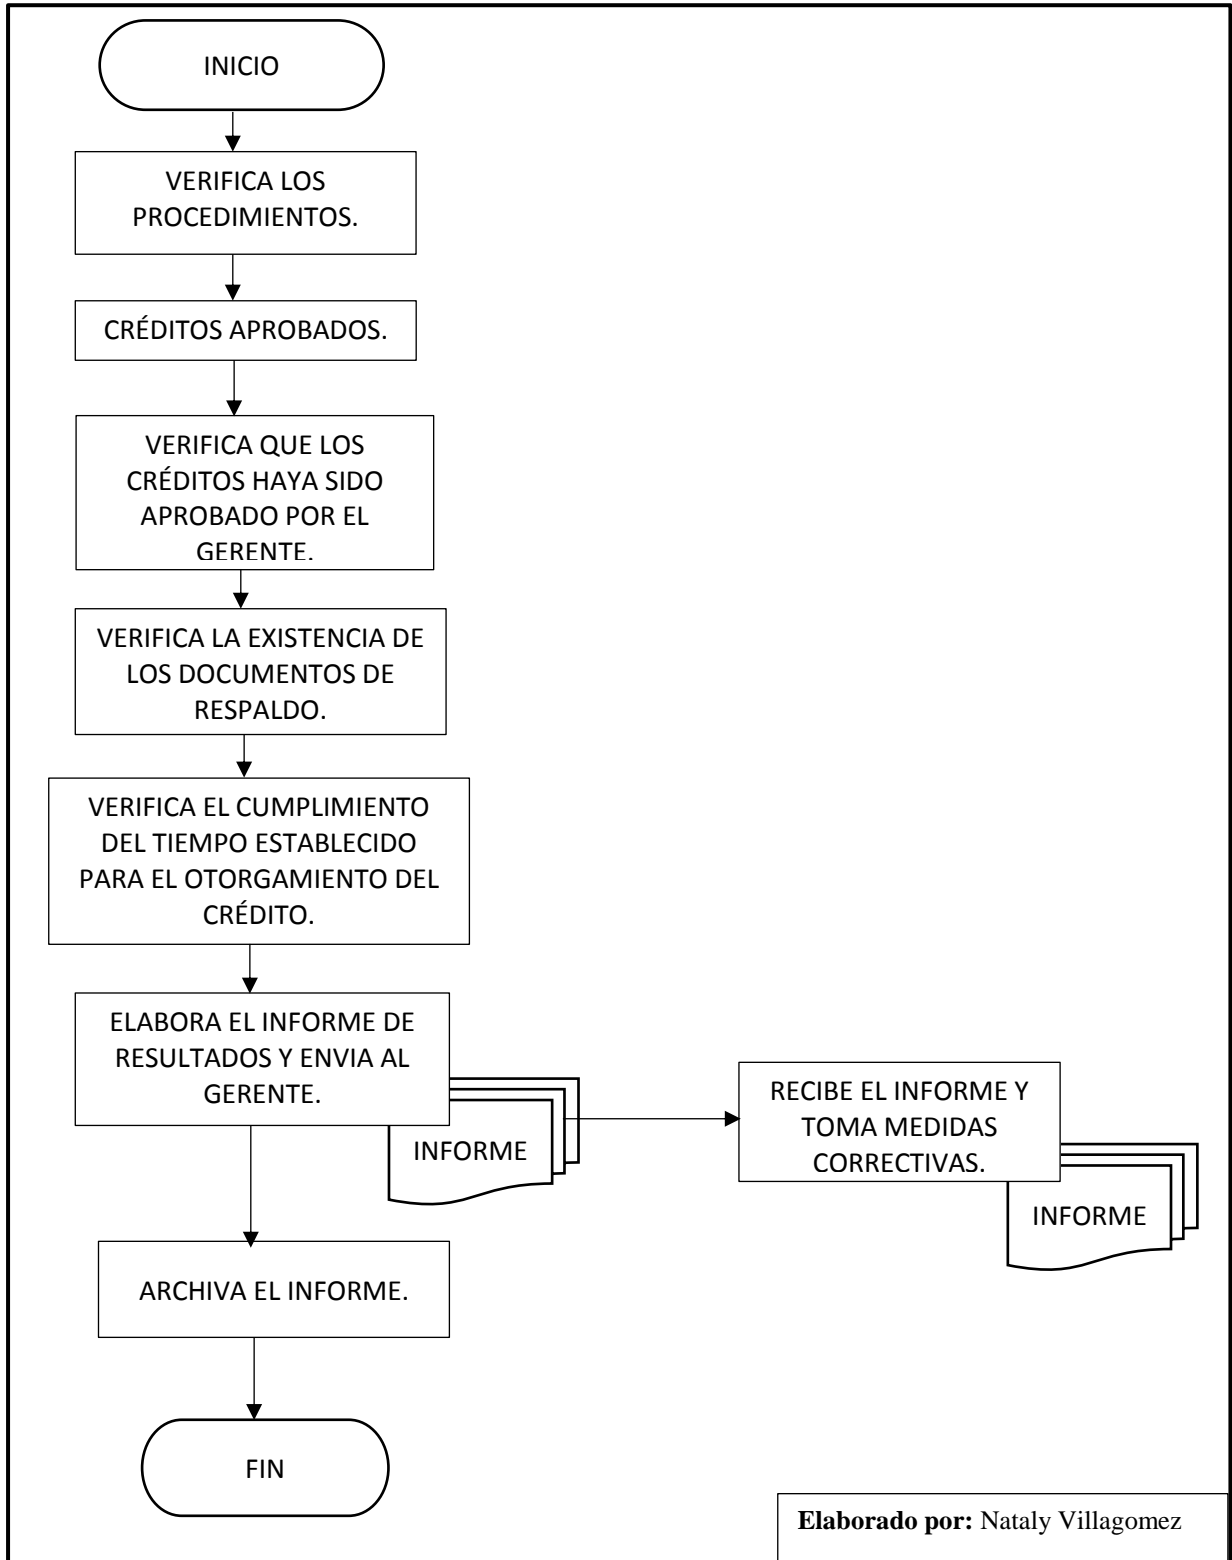 INICIO
VERIFICA LOS
PROCEDIMIENTOS.
CRÉDITOS APROBADOS.
VERIFICA QUE LOS
CRÉDITOS HAYA SIDO
APROBADO POR EL
GERENTE.
VERIFICA LA EXISTENCIA DE
LOS DOCUMENTOS DE
RESPALDO.
VERIFICA EL CUMPLIMIENTO
DEL TIEMPO ESTABLECIDO
PARA EL OTORGAMIENTO DEL
CRÉDITO.
ELABORA EL INFORME DE
RESULTADOS Y ENVIA AL
GERENTE.
INFORME
RECIBE EL INFORME Y
TOMA MEDIDAS
CORRECTIVAS.
INFORME
ARCHIVA EL INFORME.
FIN
Elaborado por: Nataly Villagomez